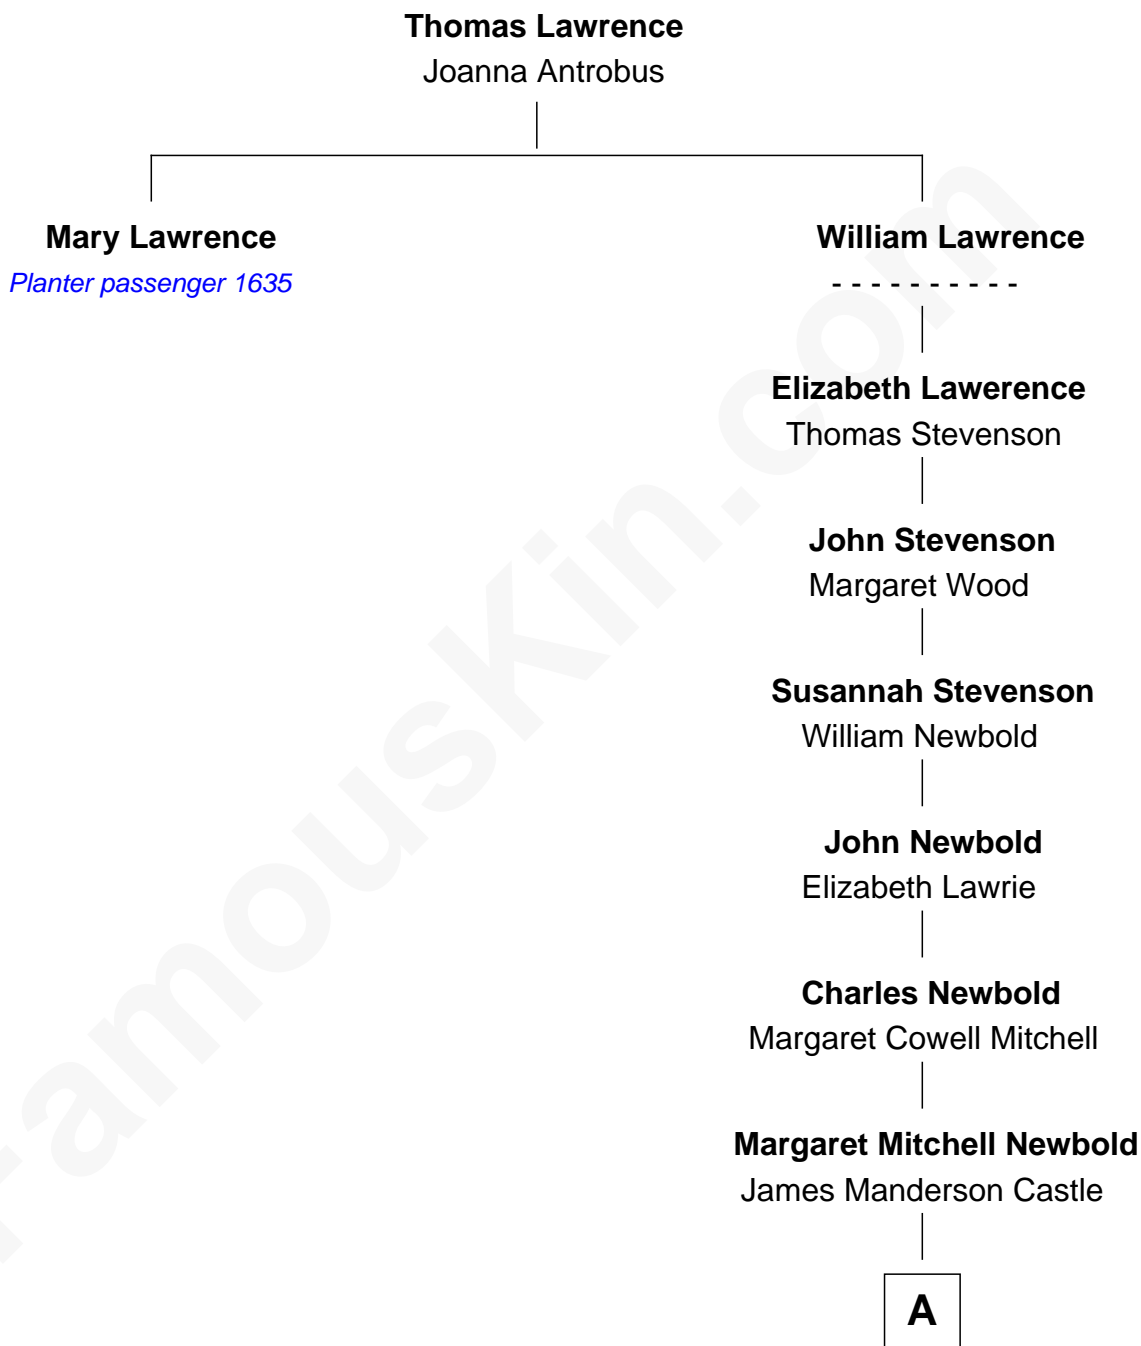 Thomas Lawrence
Joanna Antrobus
Mary Lawrence
William Lawrence
Planter passenger 1635
- - - - - - - - - -
Elizabeth Lawerence
Thomas Stevenson
John Stevenson
Margaret Wood
Susannah Stevenson
William Newbold
John Newbold
Elizabeth Lawrie
Charles Newbold
Margaret Cowell Mitchell
Margaret Mitchell Newbold
James Manderson Castle
A
FamousKin.com